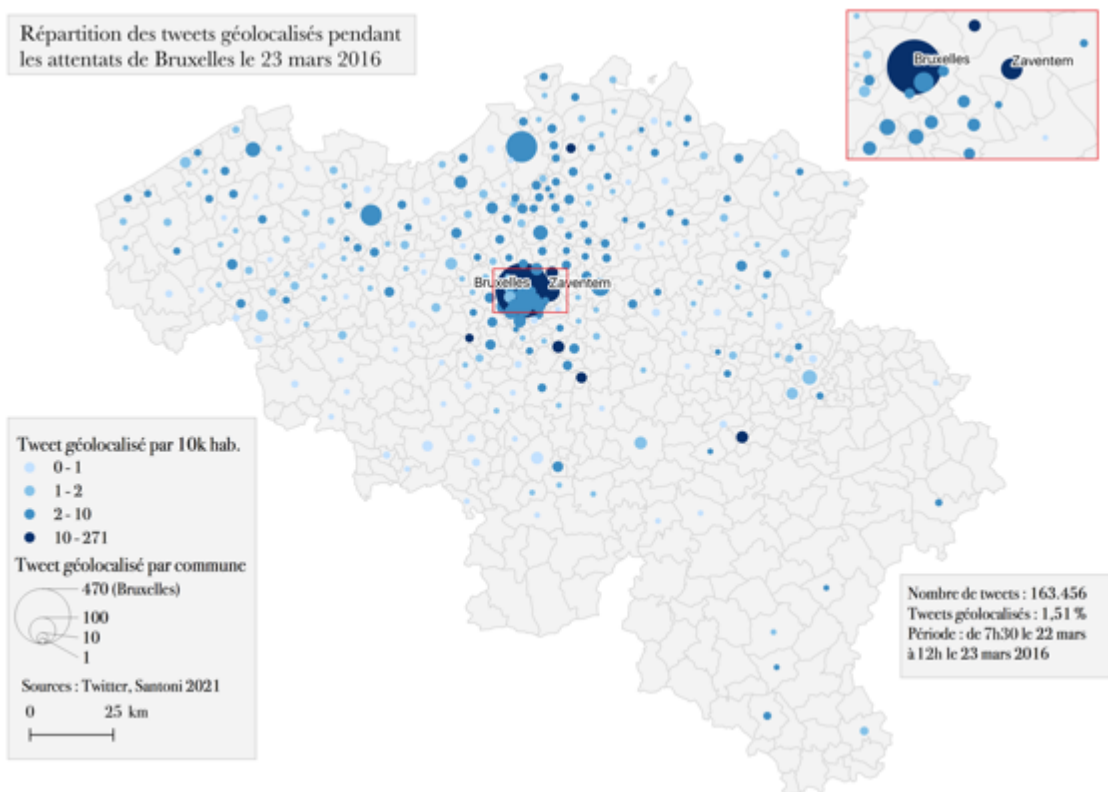 Répartition des tweets géolocalisés pendant
les attentats de Bruxelles le 23 mars 2016
Bruxelles
Zaventem
Bruxelles
Zaventem
Tweet géolocalisé par 10k hab.
0 - 1
1 - 2
2 - 10
10 - 271
Tweet géolocalisé par commune
470 (Bruxelles)
100
10
1
Sources : Twitter, Santoni 2021
0 25 km
Nombre de tweets : 163.456
Tweets géolocalisés : 1,51 %
Période : de 7h30 le 22 mars
à 12h le 23 mars 2016